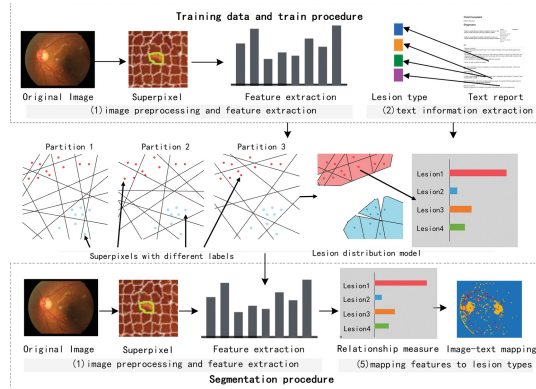 Training data and train procedure
Original Image
Superpixel
Feature extraction
Lesion type
Text report
(1)image preprocessing and feature extraction
(2)text information extraction
Partition 1
Partition 2
Partition 3
Lesion1
Lesion2
Lesion3
Lesion4
Superpixels with different labels
Lesion distribution model
Lesion1
Lesion2
Lesion3
Lesion4
Original Image
Superpixel
Feature extraction
Relationship measure
Image-text mapping
(1)image preprocessing and feature extraction
(5)mapping features to lesion types
Segmentation procedure